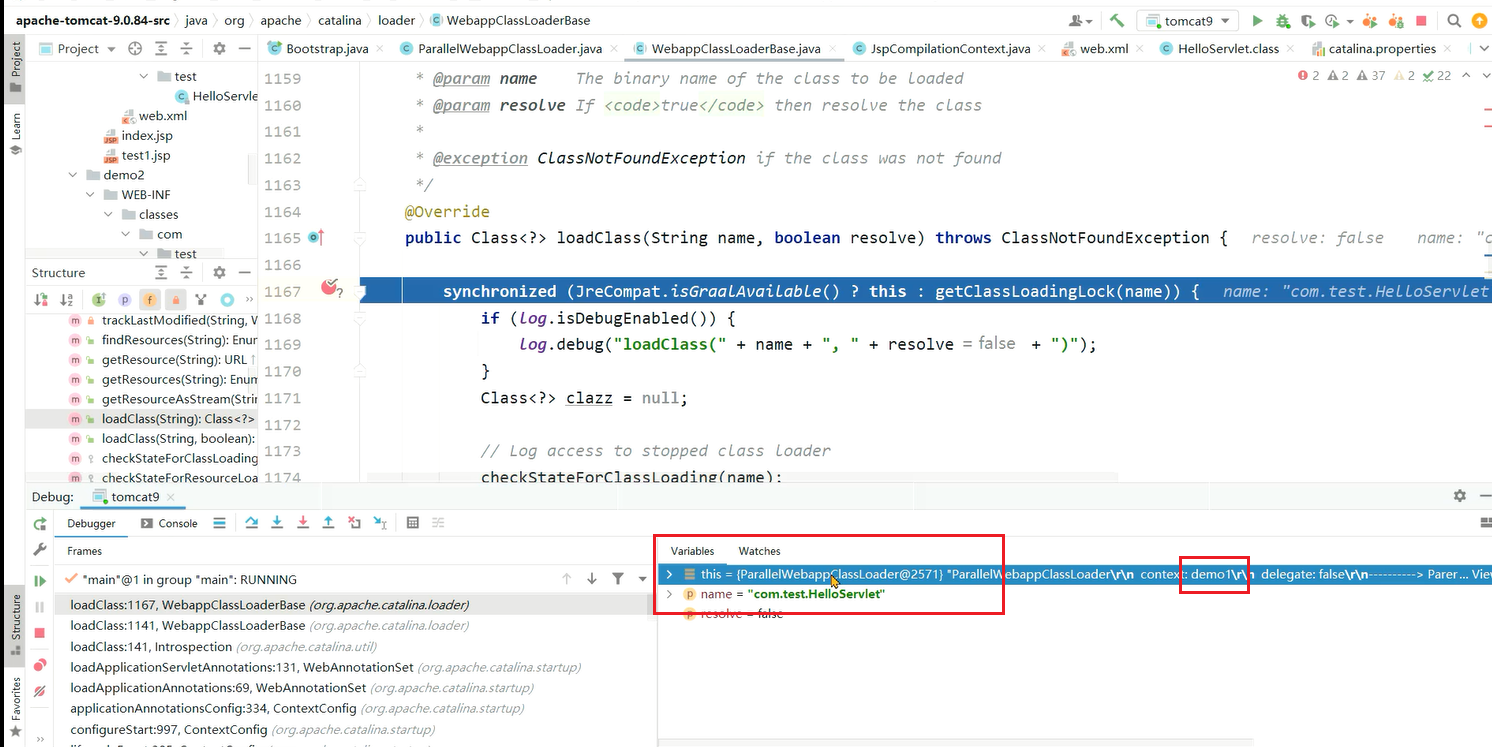 apache-tomcat-9.0.84-src › java › org › apache › catalina › loader › WebappClassLoaderBase
tomcat9
Project
Bootstrap.java × ParallelWebappClassLoader.java × WebappClassLoaderBase.java × JspCompilationContext.java × web.xml × HelloServlet.class × catalina.properties ×
Project
Learn
Structure
Favorites
test
HelloServle
web.xml
index.jsp
test1.jsp
demo2
WEB-INF
classes
com
test
2 2 37 2 22
1159 * @param name The binary name of the class to be loaded
1160 * @param resolve If <code>true</code> then resolve the class
1161 *
1162 * @exception ClassNotFoundException if the class was not found
1163 */
1164 @Override
1165 public Class<?> loadClass(String name, boolean resolve) throws ClassNotFoundException { resolve: false name: "c
1166
1167 synchronized (JreCompat.isGraalAvailable() ? this : getClassLoadingLock(name)) { name: "com.test.HelloServlet
1168 if (log.isDebugEnabled()) {
1169 log.debug("loadClass(" + name + ", " + resolve = false + ")");
1170 }
1171 Class<?> clazz = null;
1172
1173 // Log access to stopped class loader
1174 checkStateForClassLoading(name);
Structure
trackLastModified(String, W
findResources(String): Enum
getResource(String): URL ↑
getResources(String): Enum
getResourceAsStream(Strin
loadClass(String): Class<?>
loadClass(String, boolean):
checkStateForClassLoading
checkStateForResourceLoa
Debug: tomcat9 ×
Debugger Console
Frames
"main"@1 in group "main": RUNNING
loadClass:1167, WebappClassLoaderBase (org.apache.catalina.loader)
loadClass:1141, WebappClassLoaderBase (org.apache.catalina.loader)
loadClass:141, Introspection (org.apache.catalina.util)
loadApplicationServletAnnotations:131, WebAnnotationSet (org.apache.catalina.startup)
loadApplicationAnnotations:69, WebAnnotationSet (org.apache.catalina.startup)
applicationAnnotationsConfig:334, ContextConfig (org.apache.catalina.startup)
configureStart:997, ContextConfig (org.apache.catalina.startup)
Variables Watches
this = {ParallelWebappClassLoader@2571} "ParallelWebappClassLoader\r\n context: demo1\r\n delegate: false\r\n----------> Parer... View
name = "com.test.HelloServlet"
resolve = false